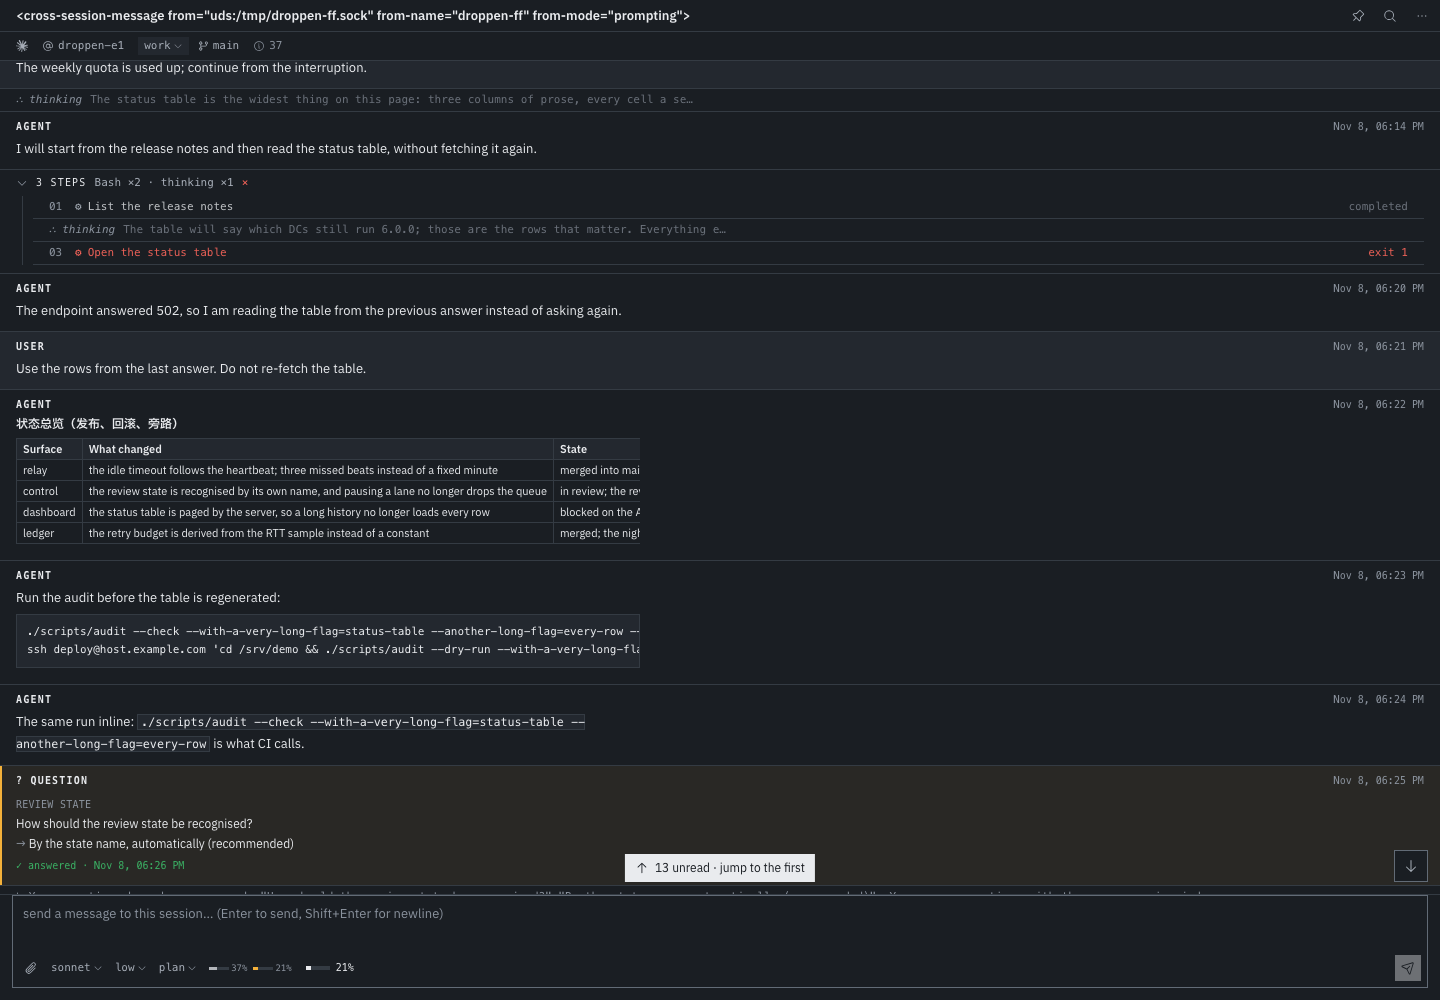 <cross-session-message from="uds:/tmp/droppen-ff.sock" from-name="droppen-ff" from-mode="prompting">
@ droppen-e1 work main 37
The weekly quota is used up; continue from the interruption.
∴ thinking The status table is the widest thing on this page: three columns of prose, every cell a se…
AGENT Nov 8, 06:14 PM
I will start from the release notes and then read the status table, without fetching it again.
3 STEPS Bash ×2 · thinking ×1 ×
01 ⚙ List the release notes completed
∴ thinking The table will say which DCs still run 6.0.0; those are the rows that matter. Everything e…
03 ⚙ Open the status table exit 1
AGENT Nov 8, 06:20 PM
The endpoint answered 502, so I am reading the table from the previous answer instead of asking again.
USER Nov 8, 06:21 PM
Use the rows from the last answer. Do not re-fetch the table.
AGENT Nov 8, 06:22 PM
状态总览（发布、回滚、旁路）
Surface What changed State
relay the idle timeout follows the heartbeat; three missed beats instead of a fixed minute merged into mai
control the review state is recognised by its own name, and pausing a lane no longer drops the queue in review; the re
dashboard the status table is paged by the server, so a long history no longer loads every row blocked on the
ledger the retry budget is derived from the RTT sample instead of a constant merged; the nigh
AGENT Nov 8, 06:23 PM
Run the audit before the table is regenerated:
./scripts/audit --check --with-a-very-long-flag=status-table --another-long-flag=every-row --
ssh deploy@host.example.com 'cd /srv/demo && ./scripts/audit --dry-run --with-a-very-long-fla
AGENT Nov 8, 06:24 PM
The same run inline: ./scripts/audit --check --with-a-very-long-flag=status-table --
another-long-flag=every-row is what CI calls.
? QUESTION Nov 8, 06:25 PM
REVIEW STATE
How should the review state be recognised?
→ By the state name, automatically (recommended)
✓ answered · Nov 8, 06:26 PM
↑ 13 unread · jump to the first
send a message to this session... (Enter to send, Shift+Enter for newline)
sonnet low plan 37% 21% 21%